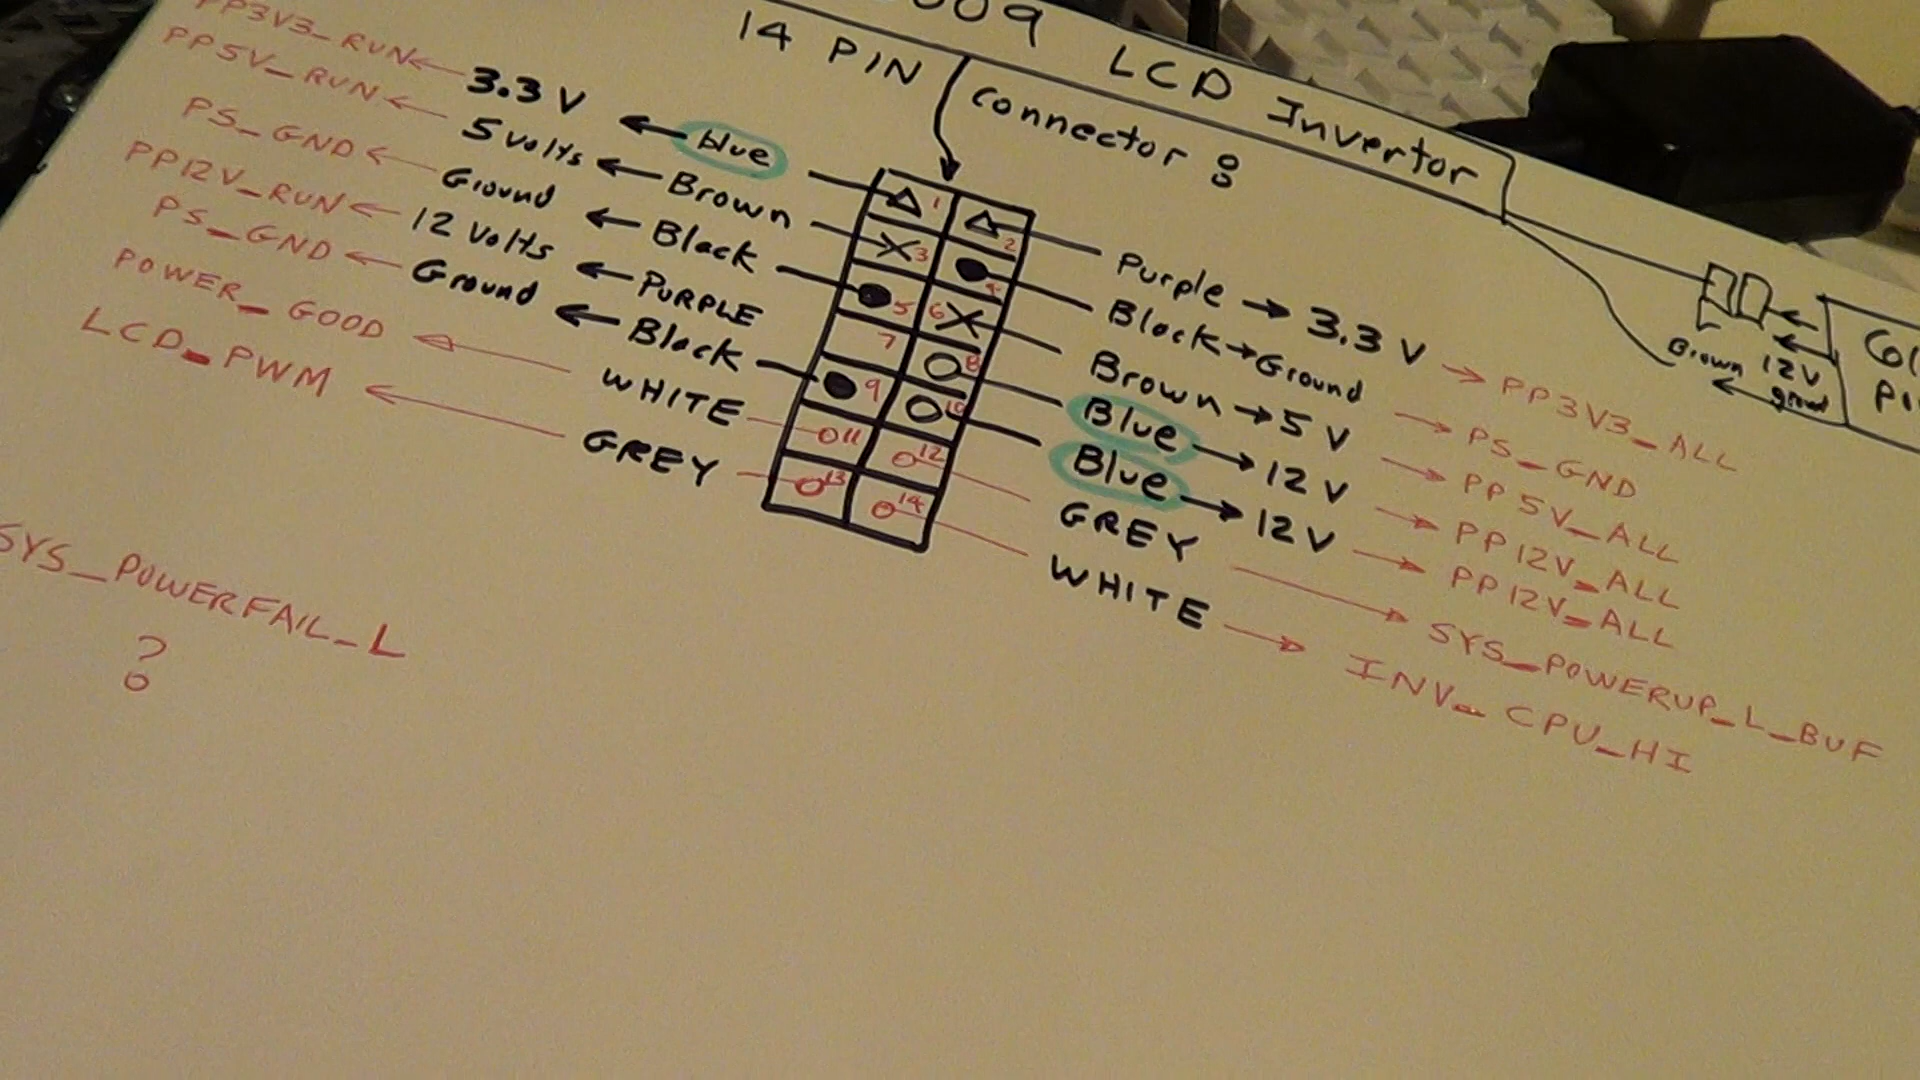 009 LCD Invertor
14 PIN connector:
PP3V3_RUN ← 3.3 V ← blue
PP5V_RUN ← 5 volts ← Brown
PS_GND ← Ground ← Black
PP12V_RUN ← 12 Volts ← PURPLE
PS_GND ← Ground ← Black
POWER_GOOD ← WHITE
LCD_PWM ← GREY
1 2
3 4
5 6
7 8
9 10
11 12
13 14
Purple → 3.3 V → PP3V3_ALL
Black → Ground → PS_GND
Brown → 5 V → PP5V_ALL
Blue → 12 V → PP12V_ALL
Blue → 12 V → PP12V_ALL
GREY → SYS_POWERUP_L_BUF
WHITE → INV_CPU_HI
Brown 12V
SYS_POWERFAIL_L
?